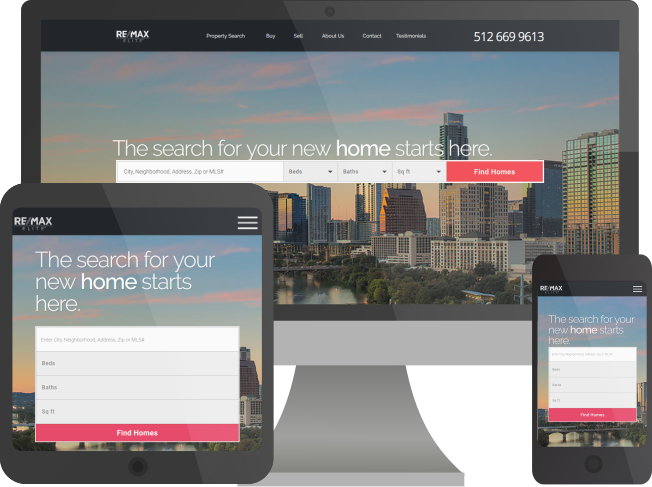 RE/MAX
ELITE
Property Search Buy Sell About Us Contact Testimonials
512 669 9613
The search for your new home starts here.
City, Neighborhood, Address, Zip or MLS# Beds Baths Sq ft Find Homes
RE/MAX
ELITE
The search for your
new home starts
here.
Enter City, Neighborhood, Address, Zip or MLS#
Beds
Baths
Sq ft
Find Homes
RE/MAX
The search for your
new home starts
here.
Beds
Baths
Sq ft
Find Homes